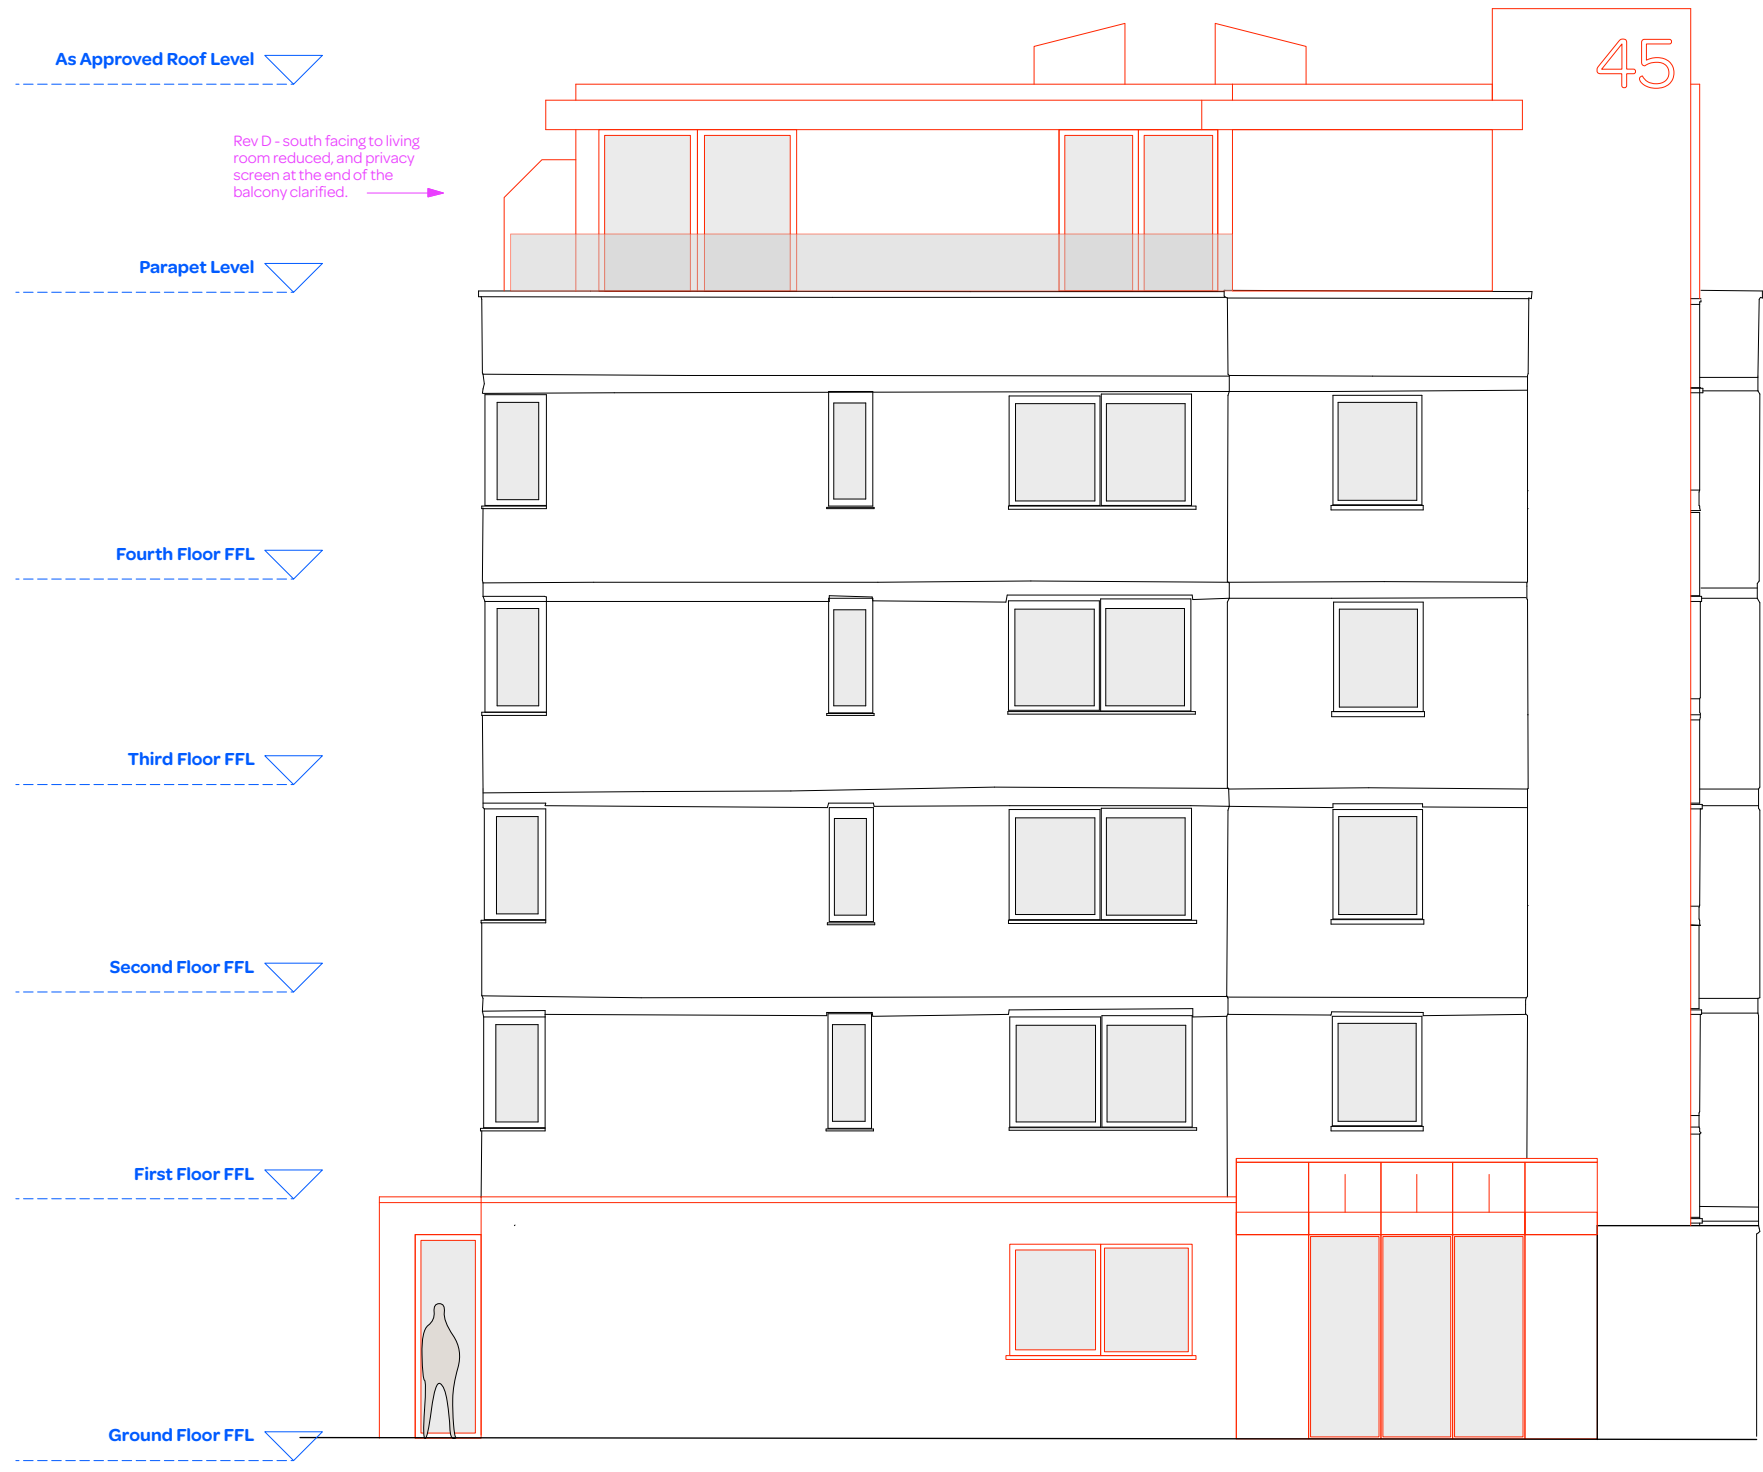 As Approved Roof Level
45
Rev D - south facing to living
room reduced, and privacy
screen at the end of the
balcony clarified.
Parapet Level
Fourth Floor FFL
Third Floor FFL
Second Floor FFL
First Floor FFL
Ground Floor FFL